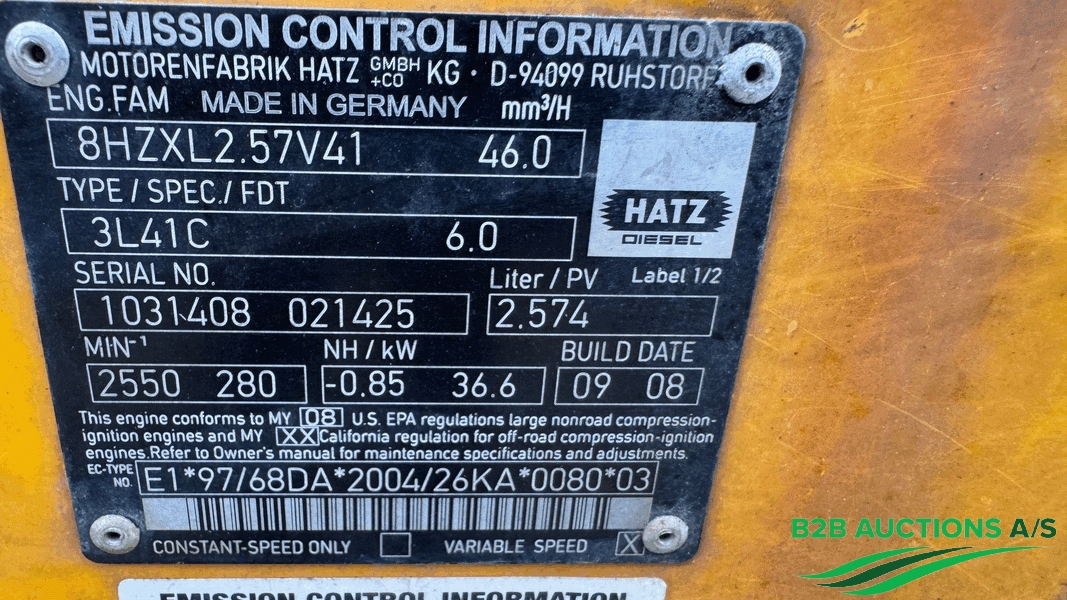 EMISSION CONTROL INFORMATION
MOTORENFABRIK HATZ GMBH +CO KG · D-94099 RUHSTORF
ENG.FAM MADE IN GERMANY mm³/H
8HZXL2.57V41 46.0
TYPE / SPEC. / FDT
3L41C 6.0
HATZ
DIESEL
SERIAL NO. Liter / PV Label 1/2
1031408 021425 2.574
MIN⁻¹ NH / kW BUILD DATE
2550 280 -0.85 36.6 09 08
This engine conforms to MY 08 U.S. EPA regulations large nonroad compression-
ignition engines and MY XX California regulation for off-road compression-ignition
engines. Refer to Owner's manual for maintenance specifications and adjustments.
EC-TYPE NO. E1*97/68DA*2004/26KA*0080*03
CONSTANT-SPEED ONLY VARIABLE SPEED X
EMISSION CONTROL INFORMATION
B2B AUCTIONS A/S